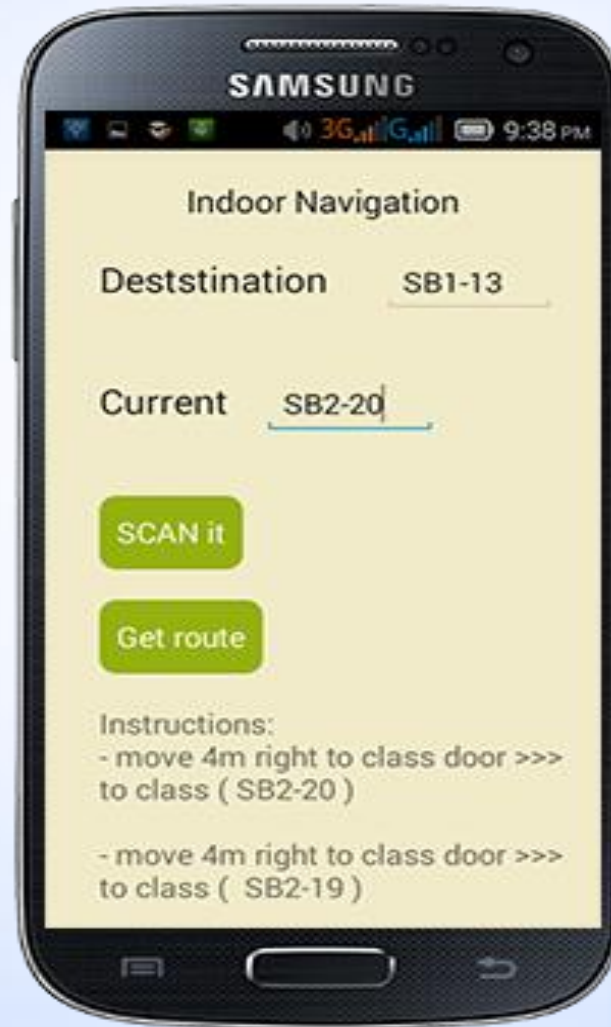 SAMSUNG
3G G 9:38 PM
Indoor Navigation
Deststination SB1-13
Current SB2-20
SCAN it
Get route
Instructions:
- move 4m right to class door >>>
to class ( SB2-20 )
- move 4m right to class door >>>
to class (  SB2-19 )